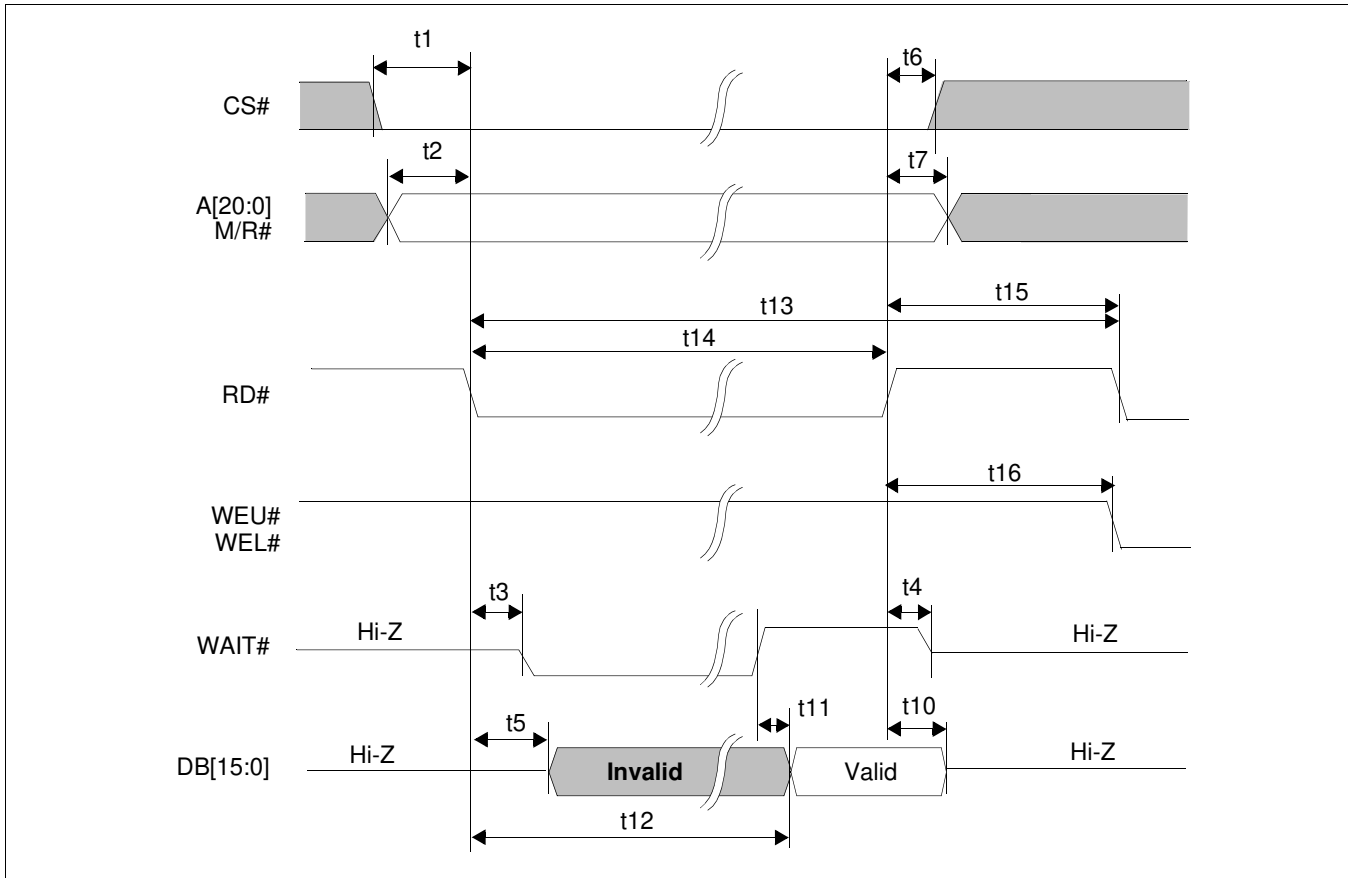 t1
t6
CS#
t2
t7
A[20:0]
M/R#
t15
t13
t14
RD#
t16
WEU#
WEL#
t3
t4
Hi-Z
Hi-Z
WAIT#
t11
t10
t5
Hi-Z
Hi-Z
DB[15:0]
Invalid
Valid
t12